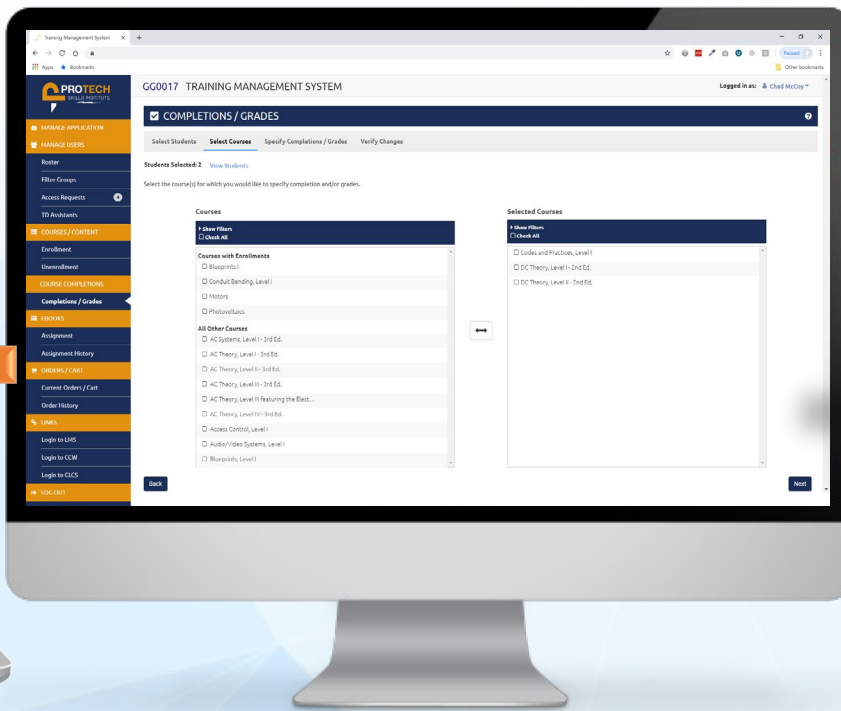 Training Management System
Apps
Bookmarks
Paused
Other bookmarks
PROTECH
SKILLS INSTITUTE
GG0017 TRAINING MANAGEMENT SYSTEM
Logged in as: Chad McCoy
MANAGE APPLICATION
MANAGE USERS
Roster
Filter Groups
Access Requests
TD Assistants
COURSES / CONTENT
Enrollment
Unenrollment
COURSE COMPLETIONS
Completions / Grades
EBOOKS
Assignment
Assignment History
ORDERS / CART
Current Orders / Cart
Order History
LINKS
Login to LMS
Login to CCW
Login to CLCS
LOG OUT
COMPLETIONS / GRADES
Select Students Select Courses Specify Completions / Grades Verify Changes
Students Selected: 2 View Students
Select the course(s) for which you would like to specify completion and/or grades.
Courses
Show Filters
Check All
Courses with Enrollments
Blueprints I
Conduit Bending, Level I
Motors
Photovoltaics
All Other Courses
AC Systems, Level I - 3rd Ed.
AC Theory, Level I - 3rd Ed.
AC Theory, Level II - 3rd Ed.
AC Theory, Level III - 3rd Ed.
AC Theory, Level III featuring the Elect...
AC Theory, Level IV - 3rd Ed.
Access Control, Level I
Audio/Video Systems, Level I
Blueprints, Level I
Selected Courses
Show Filters
Check All
Codes and Practices, Level I
DC Theory, Level I - 2nd Ed.
DC Theory, Level II - 2nd Ed.
Back
Next